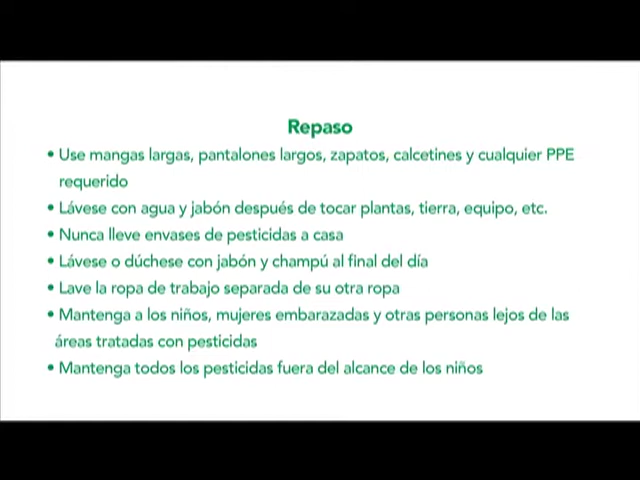 Repaso
• Use mangas largas, pantalones largos, zapatos, calcetines y cualquier PPE
requerido
• Lávese con agua y jabón después de tocar plantas, tierra, equipo, etc.
• Nunca lleve envases de pesticidas a casa
• Lávese o dúchese con jabón y champú al final del día
• Lave la ropa de trabajo separada de su otra ropa
• Mantenga a los niños, mujeres embarazadas y otras personas lejos de las
áreas tratadas con pesticidas
• Mantenga todos los pesticidas fuera del alcance de los niños